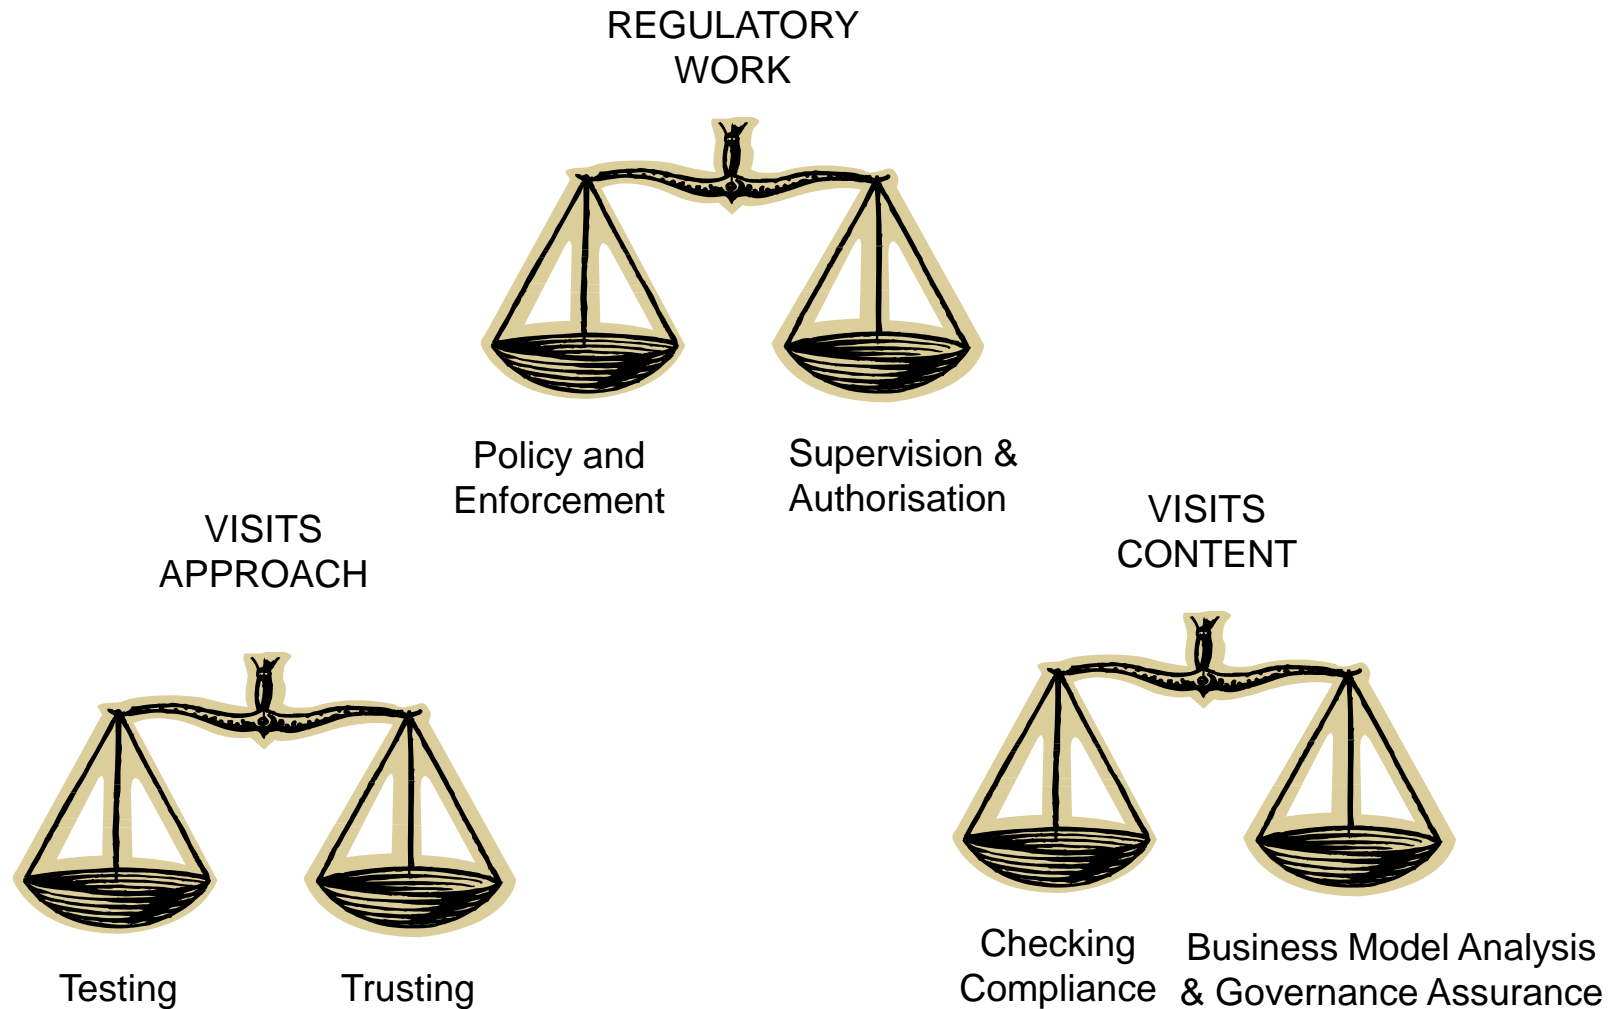 REGULATORY
WORK
Policy and
Enforcement
Supervision &
Authorisation
VISITS
APPROACH
Testing
Trusting
VISITS
CONTENT
Checking
Compliance
Business Model Analysis
& Governance Assurance